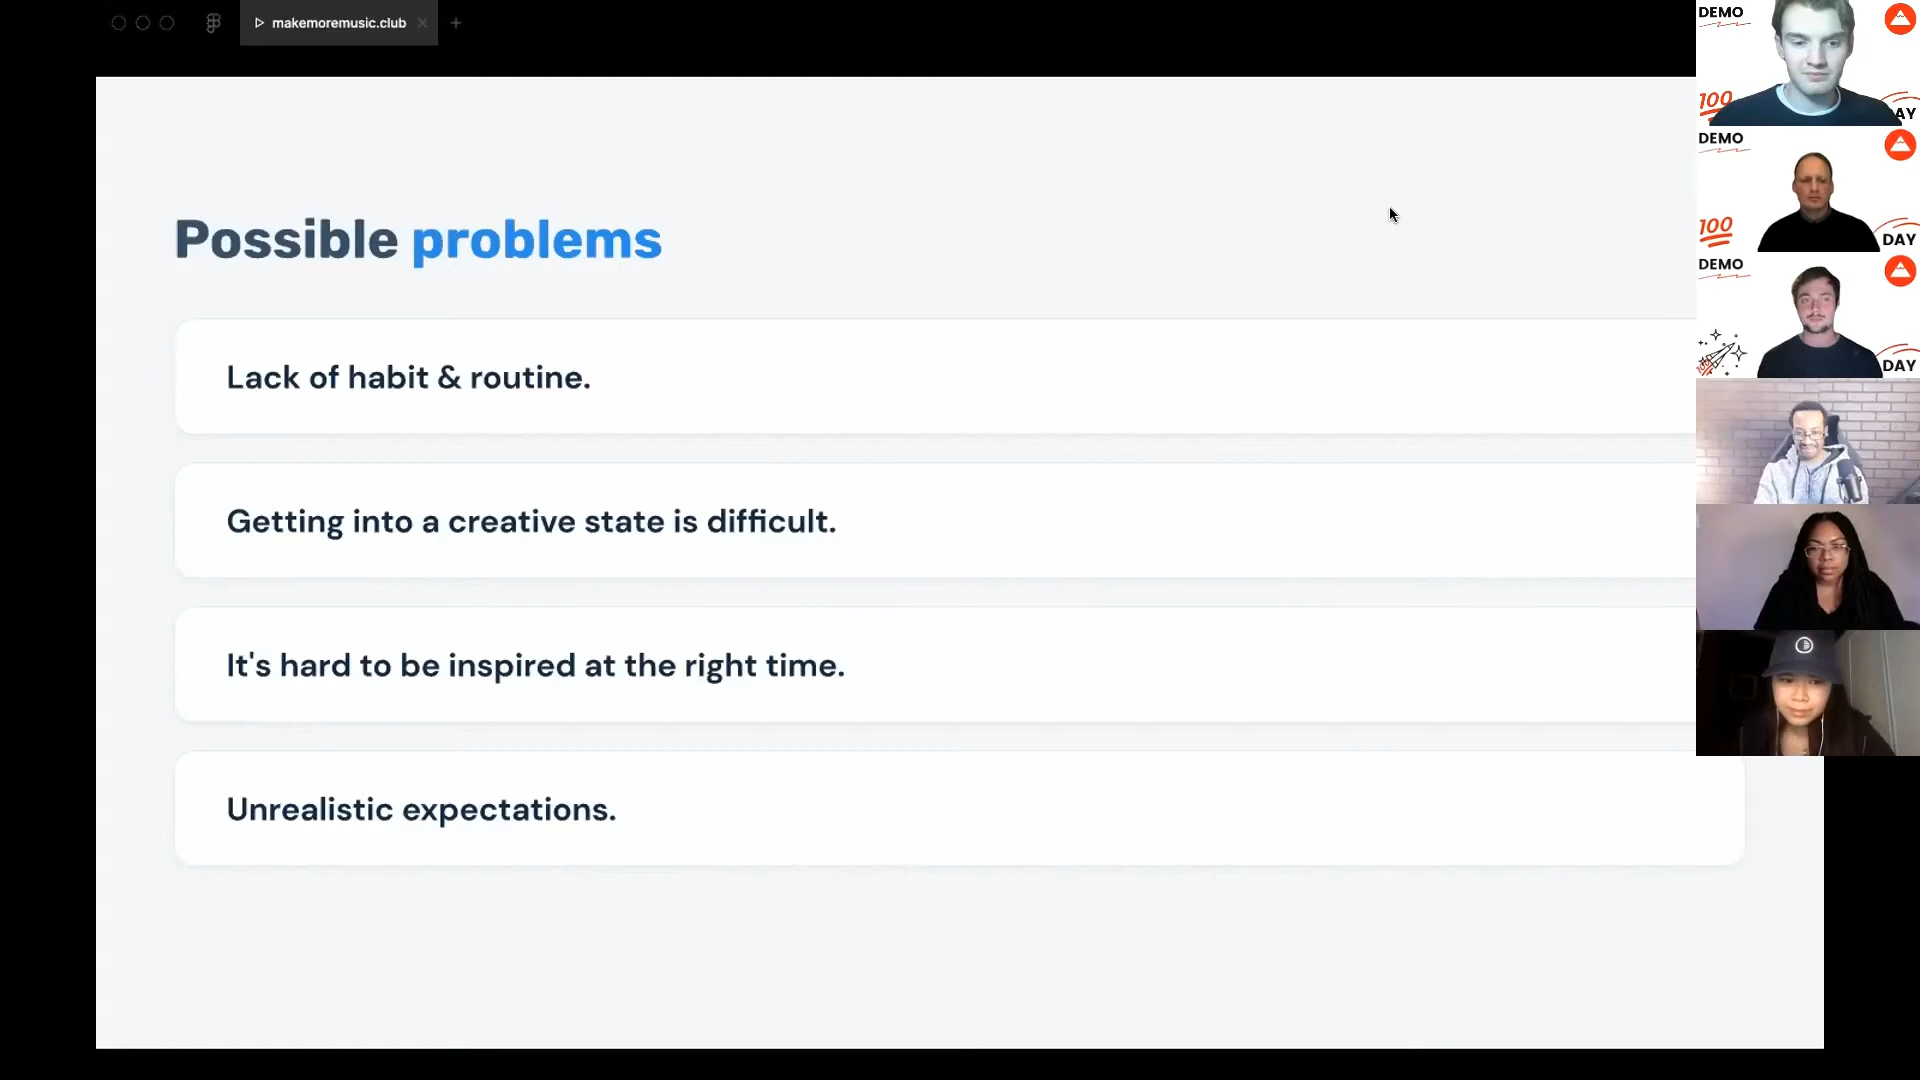 makemoremusic.club
Possible problems
Lack of habit & routine.
Getting into a creative state is difficult.
It's hard to be inspired at the right time.
Unrealistic expectations.
DEMO
100
AY
DEMO
100
DAY
DEMO
100
DAY